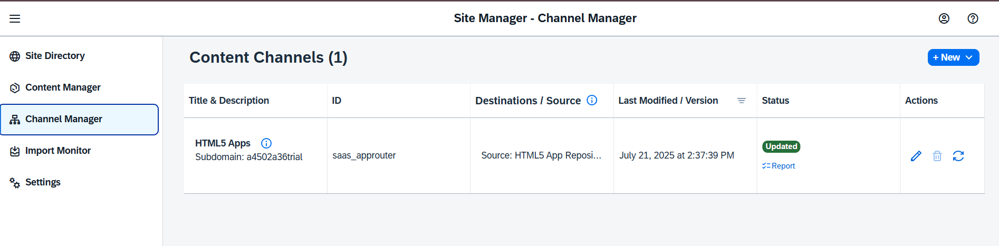 Site Manager - Channel Manager
Site Directory
Content Manager
Channel Manager
Import Monitor
Settings
Content Channels (1)
+ New
Title & Description
ID
Destinations / Source
Last Modified / Version
Status
Actions
HTML5 Apps
Subdomain: a4502a36trial
saas_approuter
Source: HTML5 App Reposi...
July 21, 2025 at 2:37:39 PM
Updated
Report